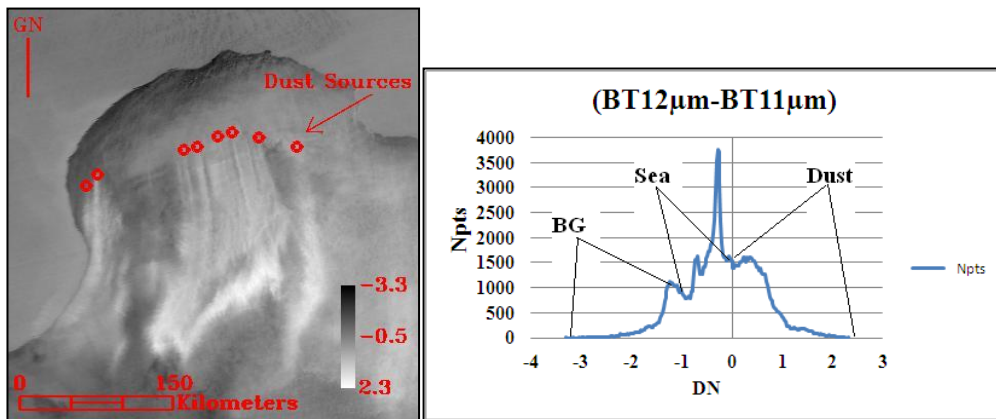 GN
Dust Sources
-3.3
-0.5
2.3
0 150
Kilometers
(BT12µm-BT11µm)
4000
3500
3000
2500
2000
1500
1000
500
0
Npts
BG
Sea
Dust
-4 -3 -2 -1 0 1 2 3
DN
Npts